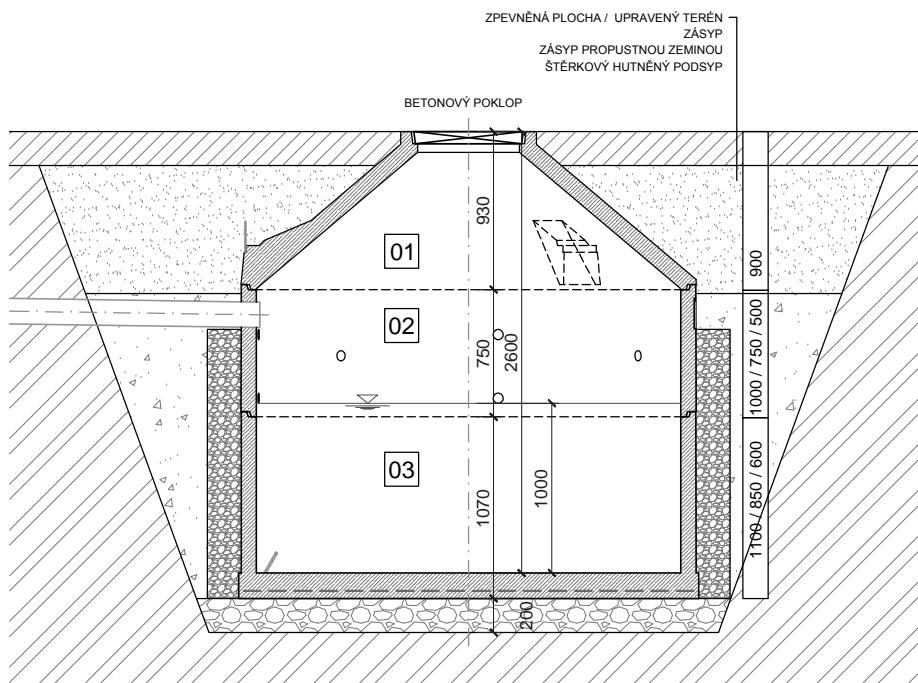 ZPEVNĚNÁ PLOCHA / UPRAVENÝ TERÉN
ZÁSYP
ZÁSYP PROPUSTNOU ZEMINOU
ŠTĚRKOVÝ HUTNĚNÝ PODSYP
BETONOVÝ POKLOP
930
01
900
02
750
2600
1000 / 750 / 500
03
1070
1000
1100 / 850 / 600
200